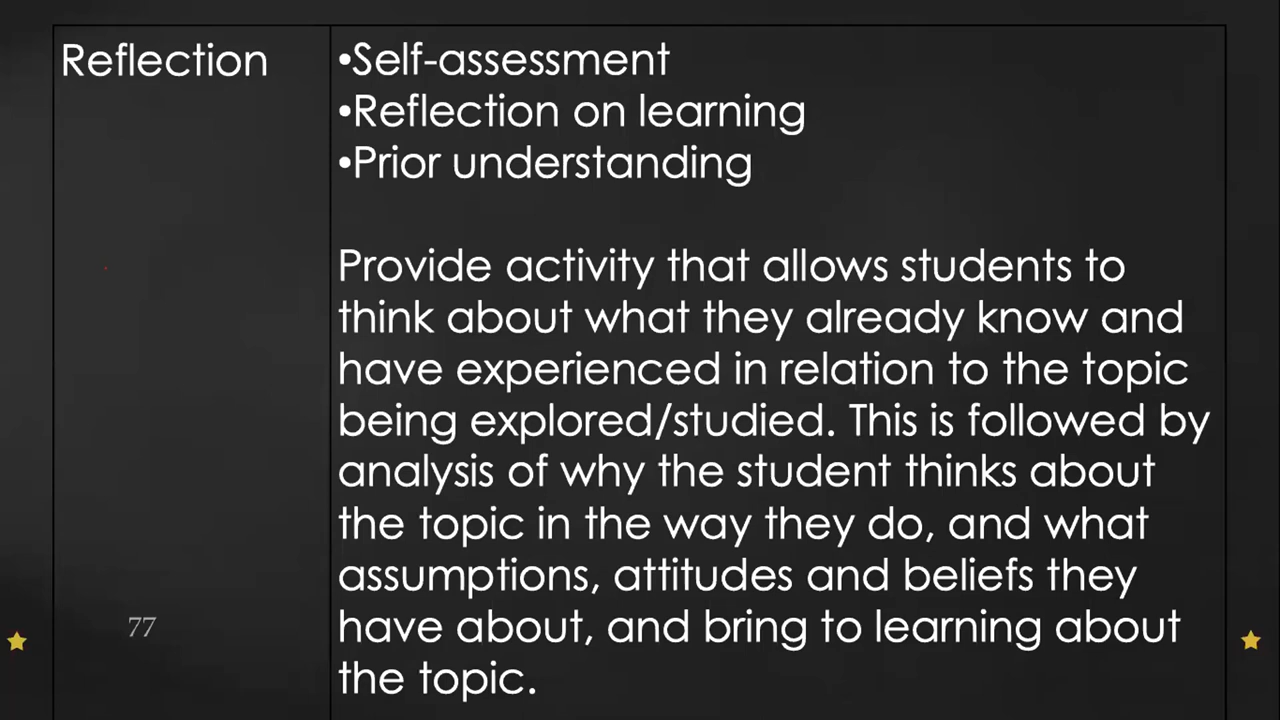 Reflection
•Self-assessment
•Reflection on learning
•Prior understanding
Provide activity that allows students to
think about what they already know and
have experienced in relation to the topic
being explored/studied. This is followed by
analysis of why the student thinks about
the topic in the way they do, and what
assumptions, attitudes and beliefs they
have about, and bring to learning about
the topic.
77